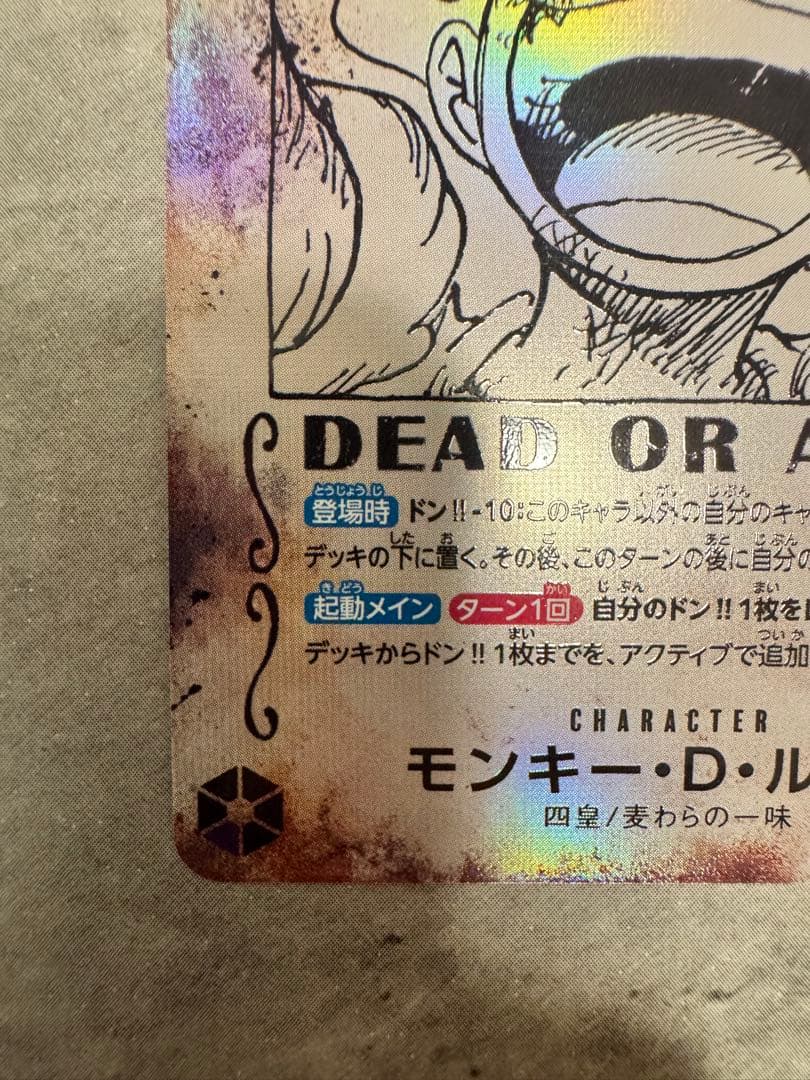 DEAD OR A
登場時 ドン!!-10:このキャラ以外の自分のキャ
デッキの下に置く。その後、このターンの後に自分の
起動メイン ターン1回 自分のドン!!1枚を
デッキからドン!!1枚までを、アクティブで追加
CHARACTER
モンキー・D・ル
四皇/麦わらの一味